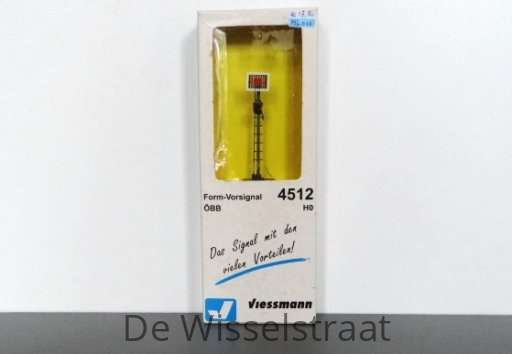 Form-Vorsignal 4512
ÖBB H0
Das Signal mit den
vielen Vorteilen!
Viessmann
De Wisselstraat